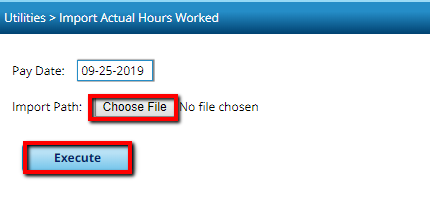 Utilities > Import Actual Hours Worked
Pay Date: 09-25-2019
Import Path: Choose File No file chosen
Execute